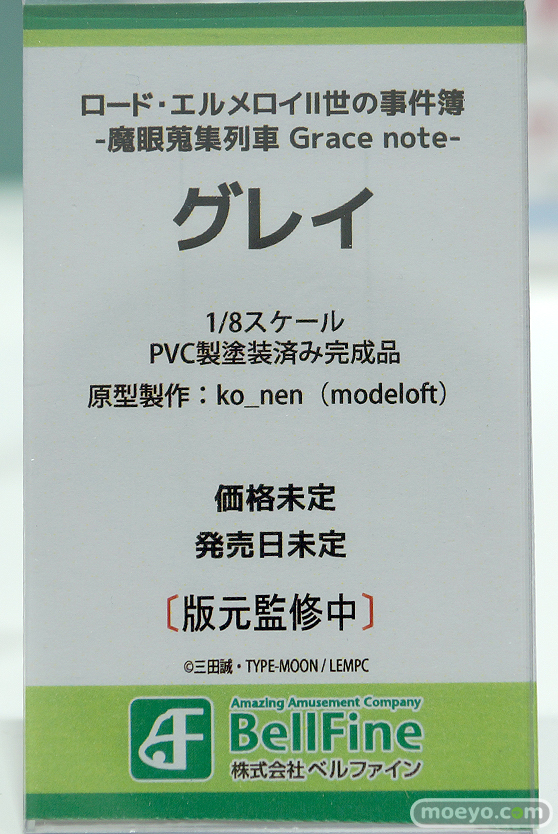 ロード・エルメロイII世の事件簿
-魔眼蒐集列車 Grace note-
グレイ
1/8スケール
PVC製塗装済み完成品
原型製作：ko_nen（modeloft）
価格未定
発売日未定
〔版元監修中〕
©三田誠・TYPE-MOON / LEMPC
Amazing Amusement Company
BellFine
株式会社ベルファイン
moeyo.com